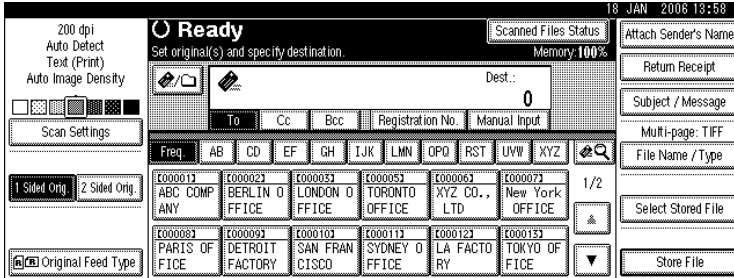 18 JAN 2006 13:58
200 dpi
Auto Detect
Text (Print)
Auto Image Density
Scan Settings
1 Sided Orig.
2 Sided Orig.
Original Feed Type
Ready
Scanned Files Status
Set original(s) and specify destination.
Memory:100%
Dest.:
0
To
Cc
Bcc
Registration No.
Manual Input
Freq.
AB
CD
EF
GH
IJK
LMN
OPQ
RST
UVW
XYZ
[00001]
ABC COMP
ANY
[00002]
BERLIN O
FFICE
[00003]
LONDON O
FFICE
[00005]
TORONTO
OFFICE
[00006]
XYZ CO.,
LTD
[00007]
New York
OFFICE
[00008]
PARIS OF
FICE
[00009]
DETROIT
FACTORY
[00010]
SAN FRAN
CISCO
[00011]
SYDNEY O
FFICE
[00012]
LA FACTO
RY
[00013]
TOKYO OF
FICE
1/2
Attach Sender's Name
Return Receipt
Subject / Message
Multi-page: TIFF
File Name / Type
Select Stored File
Store File